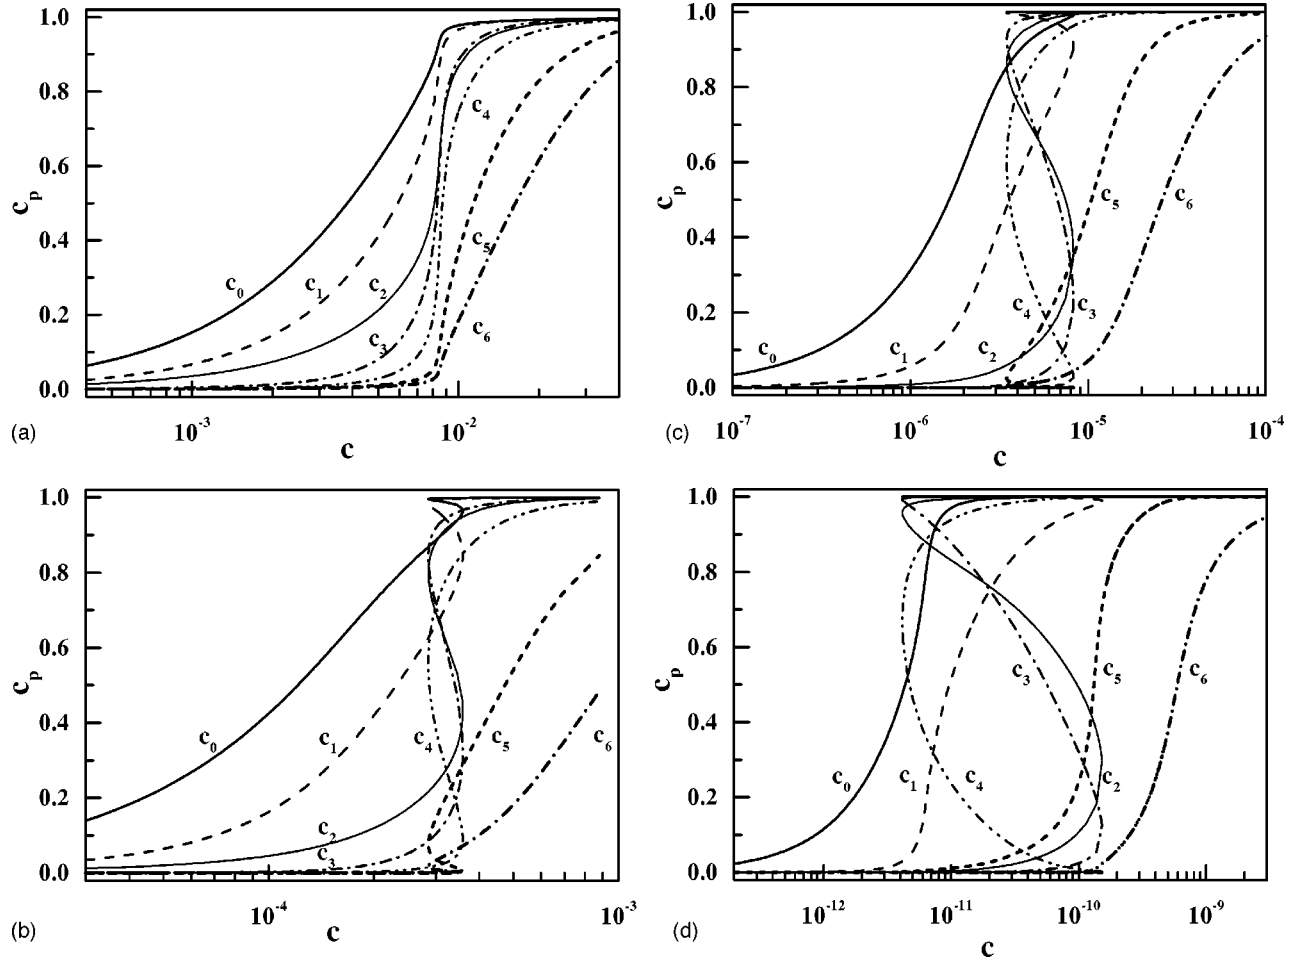 1.0
0.8
0.6
0.4
0.2
0.0
c_p
c_0
c_1
c_2
c_3
c_4
c_5
c_6
10^-3
10^-2
(a)
c
1.0
0.8
0.6
0.4
0.2
0.0
c_p
c_0
c_1
c_2
c_3
c_4
c_5
c_6
10^-7
10^-6
10^-5
10^-4
(c)
c
1.0
0.8
0.6
0.4
0.2
0.0
c_p
c_0
c_1
c_2
c_3
c_4
c_5
c_6
10^-4
10^-3
(b)
c
1.0
0.8
0.6
0.4
0.2
0.0
c_p
c_0
c_1
c_4
c_3
c_2
c_5
c_6
10^-12
10^-11
10^-10
10^-9
(d)
c